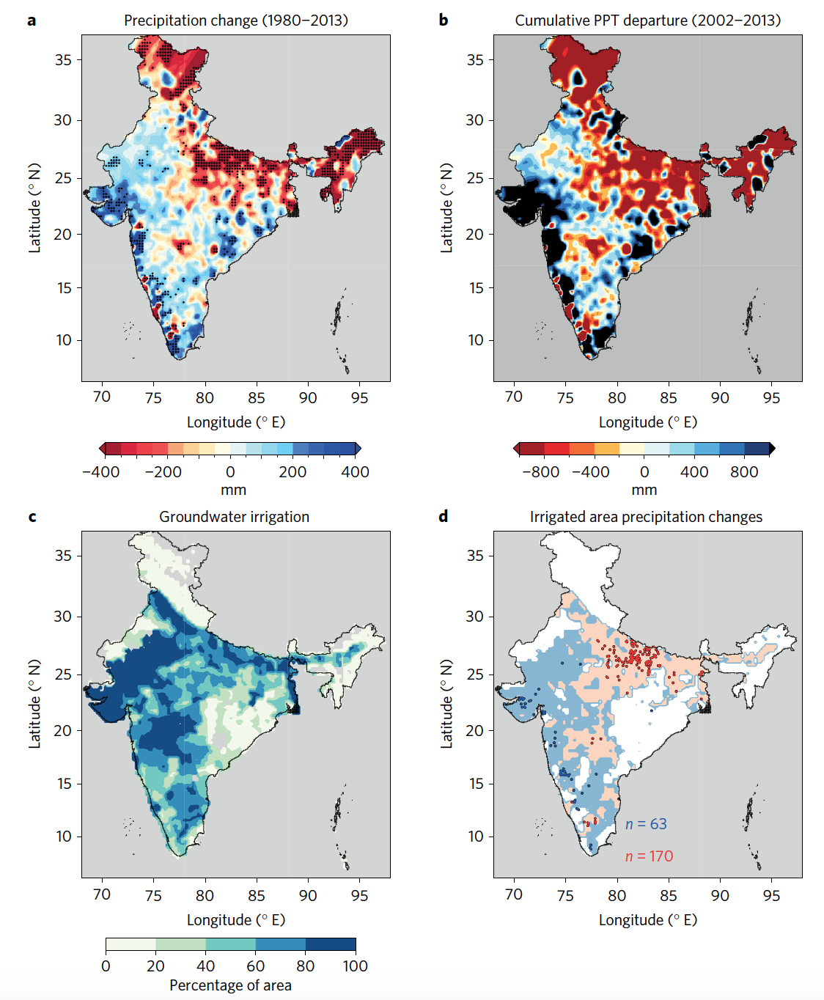 a Precipitation change (1980–2013)
35
30
25
20
15
10
Latitude (° N)
70 75 80 85 90 95
Longitude (° E)
−400 −200 0 200 400
mm
b Cumulative PPT departure (2002–2013)
35
30
25
20
15
10
Latitude (° N)
70 75 80 85 90 95
Longitude (° E)
−800 −400 0 400 800
mm
c Groundwater irrigation
35
30
25
20
15
10
Latitude (° N)
70 75 80 85 90 95
Longitude (° E)
0 20 40 60 80 100
Percentage of area
d Irrigated area precipitation changes
35
30
25
20
15
10
Latitude (° N)
n = 63
n = 170
70 75 80 85 90 95
Longitude (° E)